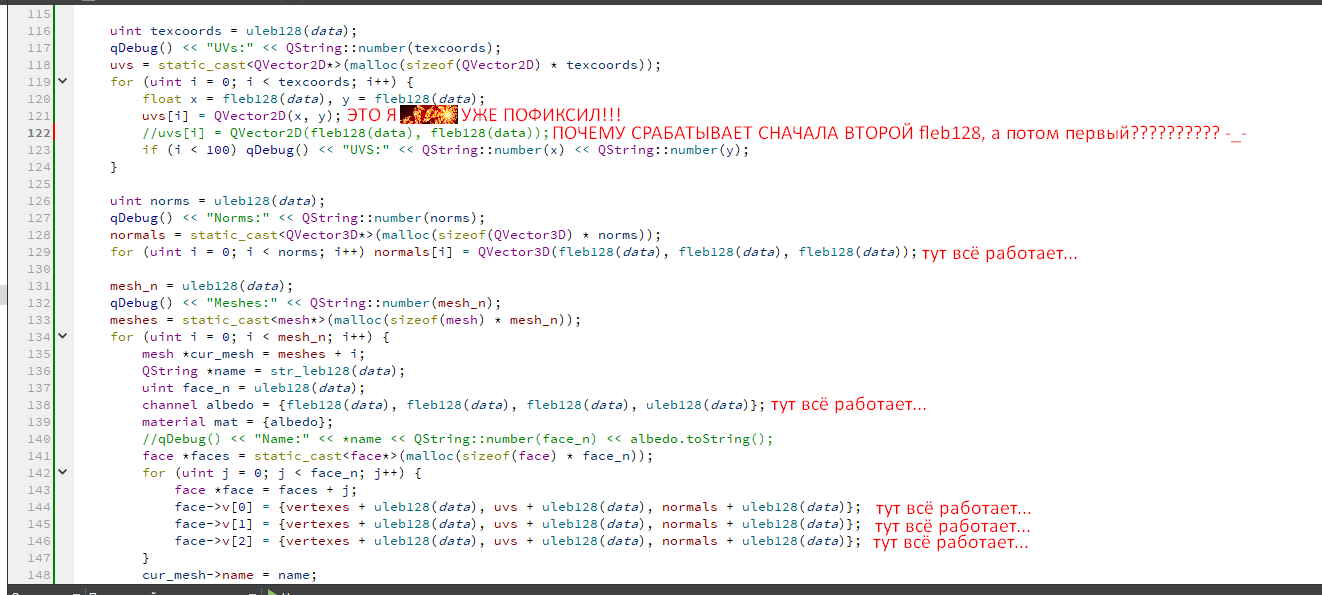 115
116 uint texcoords = uleb128(data);
117 qDebug() << "UVs:" << QString::number(texcoords);
118 uvs = static_cast<QVector2D*>(malloc(sizeof(QVector2D) * texcoords));
119 for (uint i = 0; i < texcoords; i++) {
120 float x = fleb128(data), y = fleb128(data);
121 uvs[i] = QVector2D(x, y); ЭТО Я УЖЕ ПОФИКСИЛ!!!
122 //uvs[i] = QVector2D(fleb128(data), fleb128(data)); ПОЧЕМУ СРАБАТЫВАЕТ СНАЧАЛА ВТОРОЙ fleb128, а потом первый?????????? -_-
123 if (i < 100) qDebug() << "UVS:" << QString::number(x) << QString::number(y);
124 }
125
126 uint norms = uleb128(data);
127 qDebug() << "Norms:" << QString::number(norms);
128 normals = static_cast<QVector3D*>(malloc(sizeof(QVector3D) * norms));
129 for (uint i = 0; i < norms; i++) normals[i] = QVector3D(fleb128(data), fleb128(data), fleb128(data)); тут всё работает...
130
131 mesh_n = uleb128(data);
132 qDebug() << "Meshes:" << QString::number(mesh_n);
133 meshes = static_cast<mesh*>(malloc(sizeof(mesh) * mesh_n));
134 for (uint i = 0; i < mesh_n; i++) {
135 mesh *cur_mesh = meshes + i;
136 QString *name = str_leb128(data);
137 uint face_n = uleb128(data);
138 channel albedo = {fleb128(data), fleb128(data), fleb128(data), uleb128(data)}; тут всё работает...
139 material mat = {albedo};
140 //qDebug() << "Name:" << *name << QString::number(face_n) << albedo.toString();
141 face *faces = static_cast<face*>(malloc(sizeof(face) * face_n));
142 for (uint j = 0; j < face_n; j++) {
143 face *face = faces + j;
144 face->v[0] = {vertexes + uleb128(data), uvs + uleb128(data), normals + uleb128(data)}; тут всё работает...
145 face->v[1] = {vertexes + uleb128(data), uvs + uleb128(data), normals + uleb128(data)}; тут всё работает...
146 face->v[2] = {vertexes + uleb128(data), uvs + uleb128(data), normals + uleb128(data)}; тут всё работает...
147 }
148 cur_mesh->name = name;